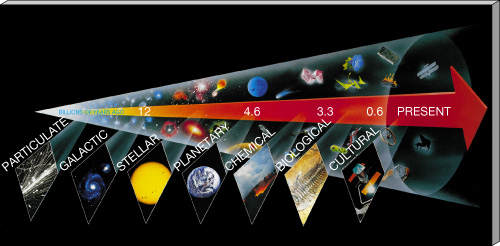 BILLIONS OF YEARS AGO 12 4.6 3.3 0.6 PRESENT
PARTICULATE
GALACTIC
STELLAR
PLANETARY
CHEMICAL
BIOLOGICAL
CULTURAL